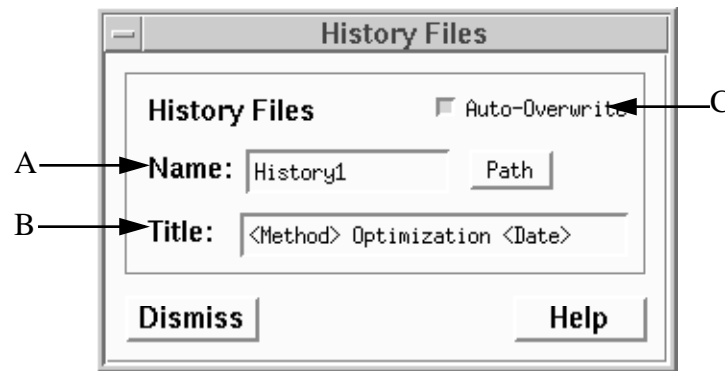 History Files
History Files Auto-Overwrite C
A Name: History1 Path
B Title: <Method> Optimization <Date>
Dismiss Help